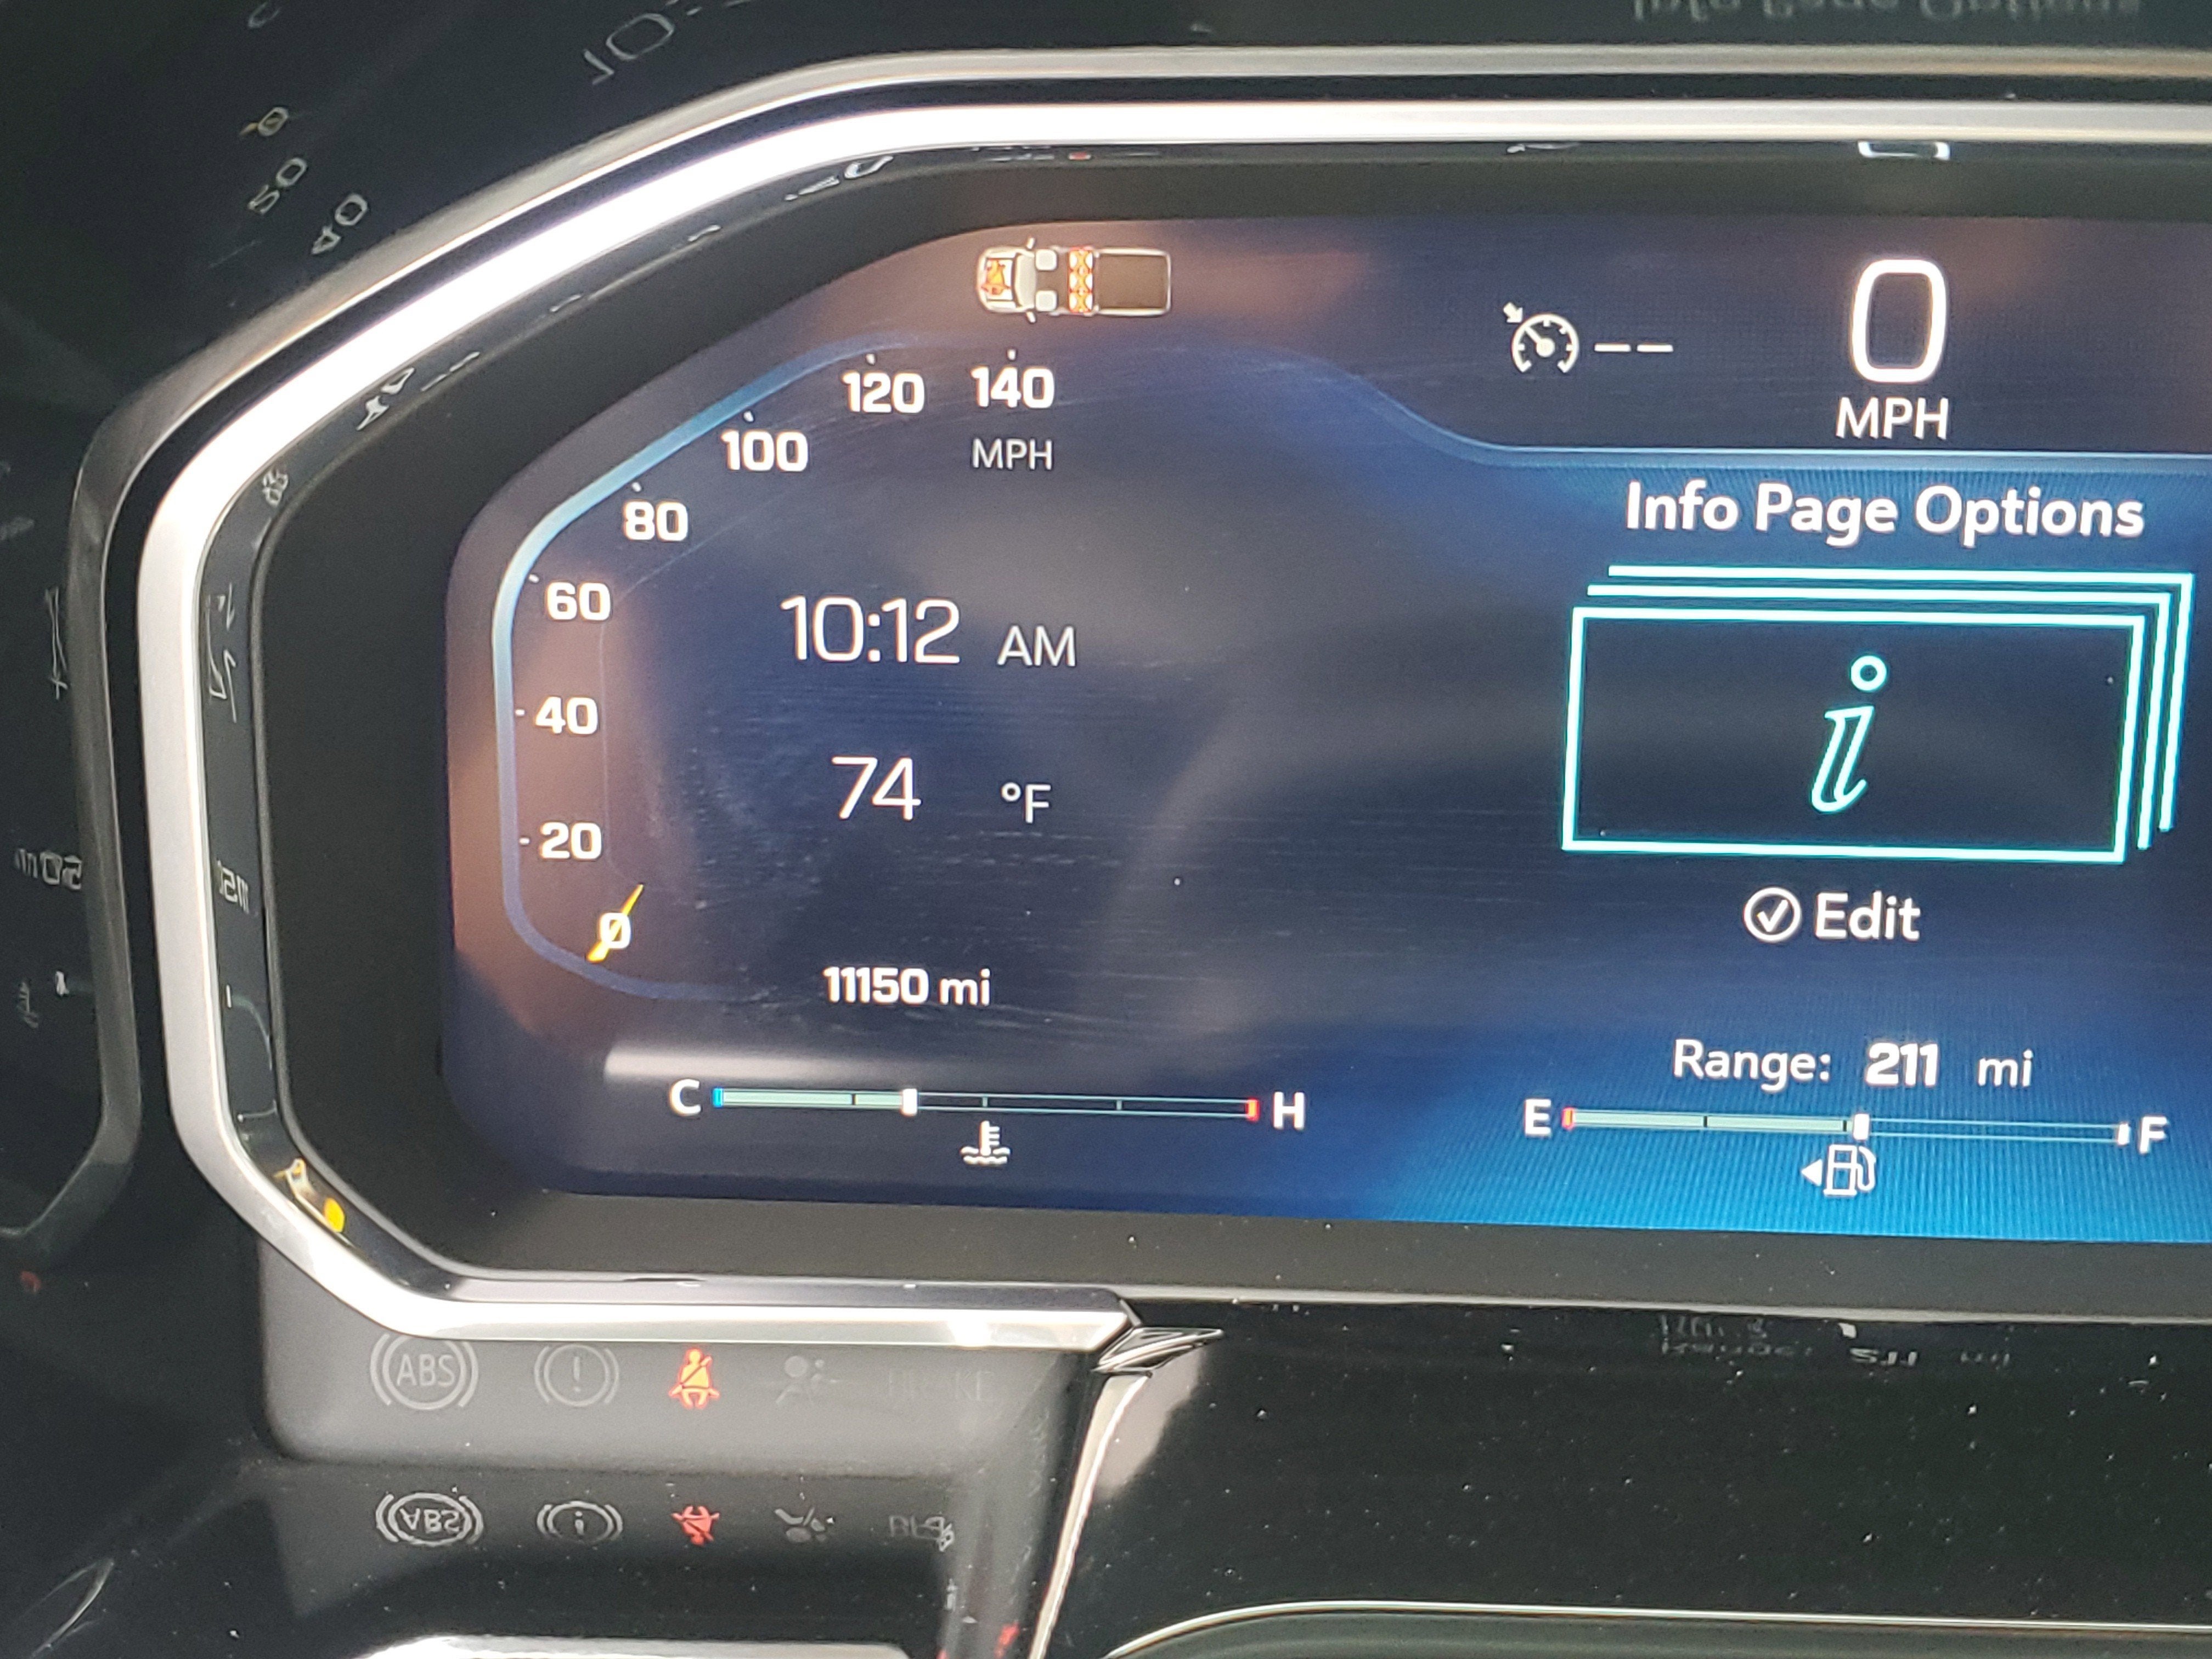 0
MPH
120 140
100 MPH
80
60
40
20
0
10:12 AM
74 °F
11150 mi
C H
Info Page Options
i
Edit
Range: 211 mi
E F
ABS